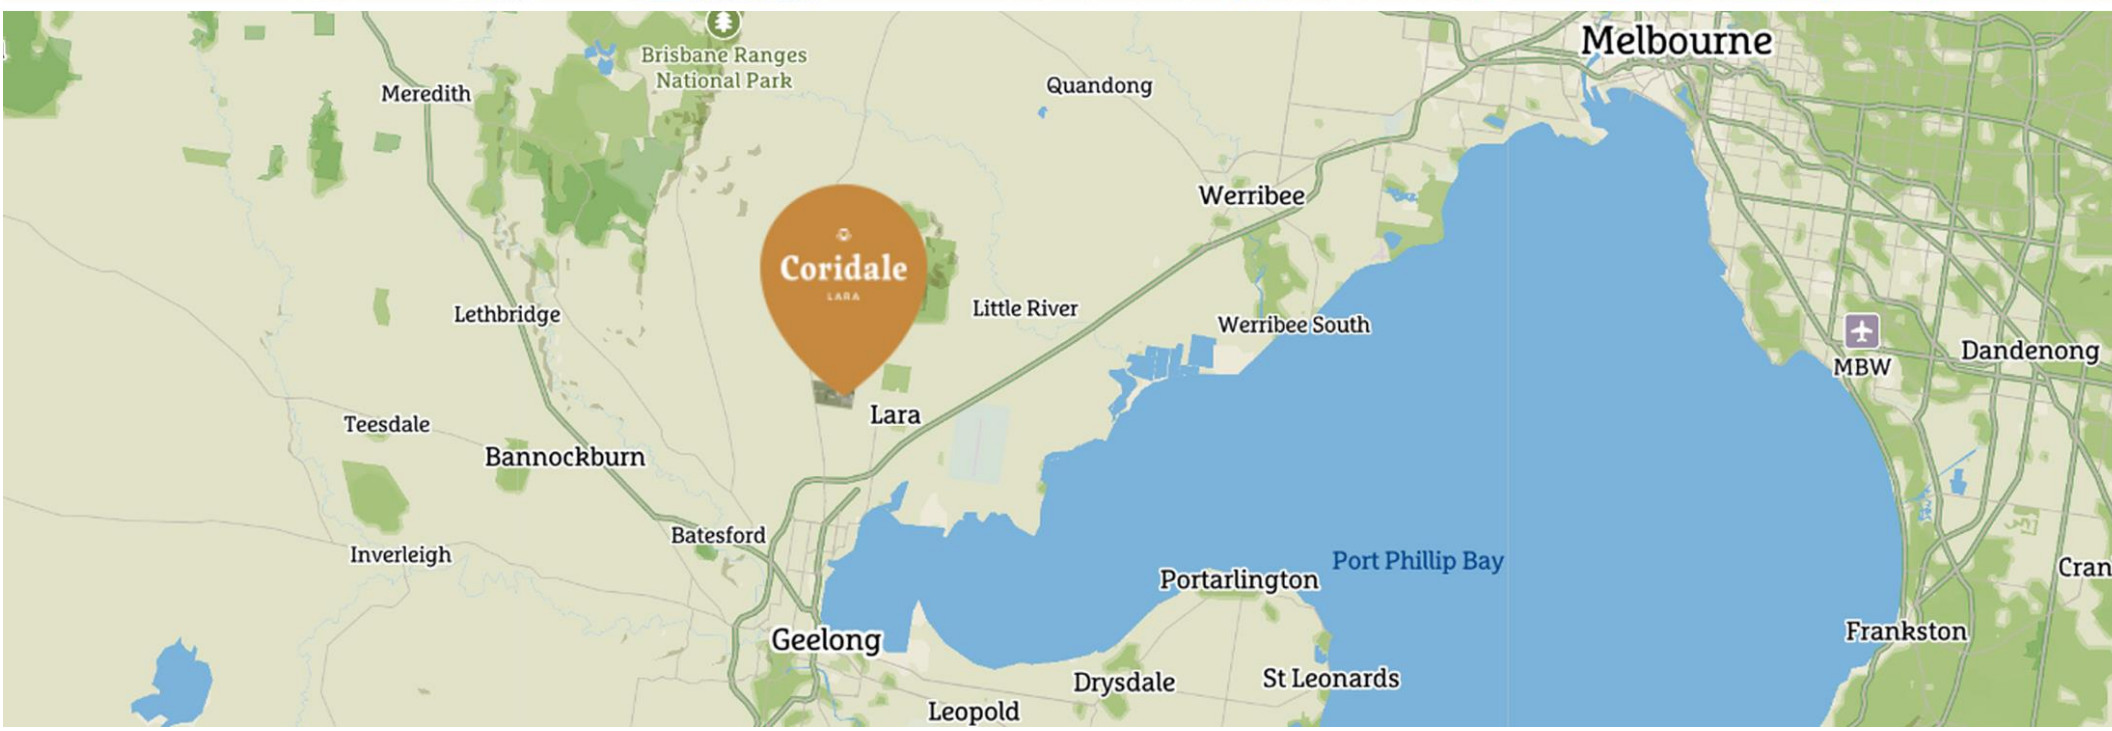 Melbourne
Brisbane Ranges
National Park
Quandong
Meredith
Werribee
Coridale
LARA
Little River
Lethbridge
Werribee South
MBW
Dandenong
Lara
Teesdale
Bannockburn
Batesford
Inverleigh
Port Phillip Bay
Portarlington
Cran
Geelong
Frankston
Drysdale
St Leonards
Leopold